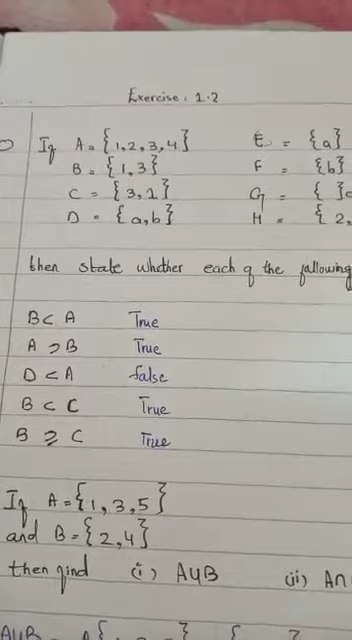 Exercise: 1.2
If A = {1,2,3,4} E = {a}
B = {1,3} F = {b}
C = {3,1} G = { }
D = {a,b} H = {2,
then state whether each of the following
B < A True
A ⊃ B True
D < A false
B < C True
B ⊇ C True
If A = {1,3,5}
and B = {2,4}
then find (i) A∪B (ii) A∩